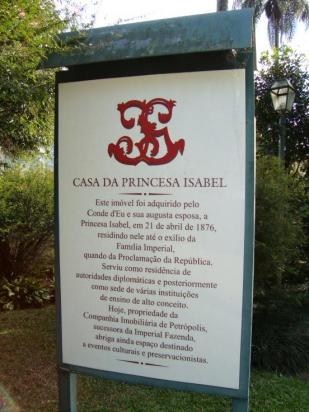 CASA DA PRINCESA ISABEL
Este imóvel foi adquirido pelo
Conde d'Eu e sua augusta esposa, a
Princesa Isabel, em 21 de abril de 1876,
residindo nele até o exílio da
Família Imperial,
quando da Proclamação da República.
Serviu como residência de
autoridades diplomáticas e posteriormente
como sede de várias instituições
de ensino de alto conceito.
Hoje, propriedade da
Companhia Imobiliária de Petrópolis,
sucessora da Imperial Fazenda,
abriga ainda espaço destinado
a eventos culturais e preservacionistas.